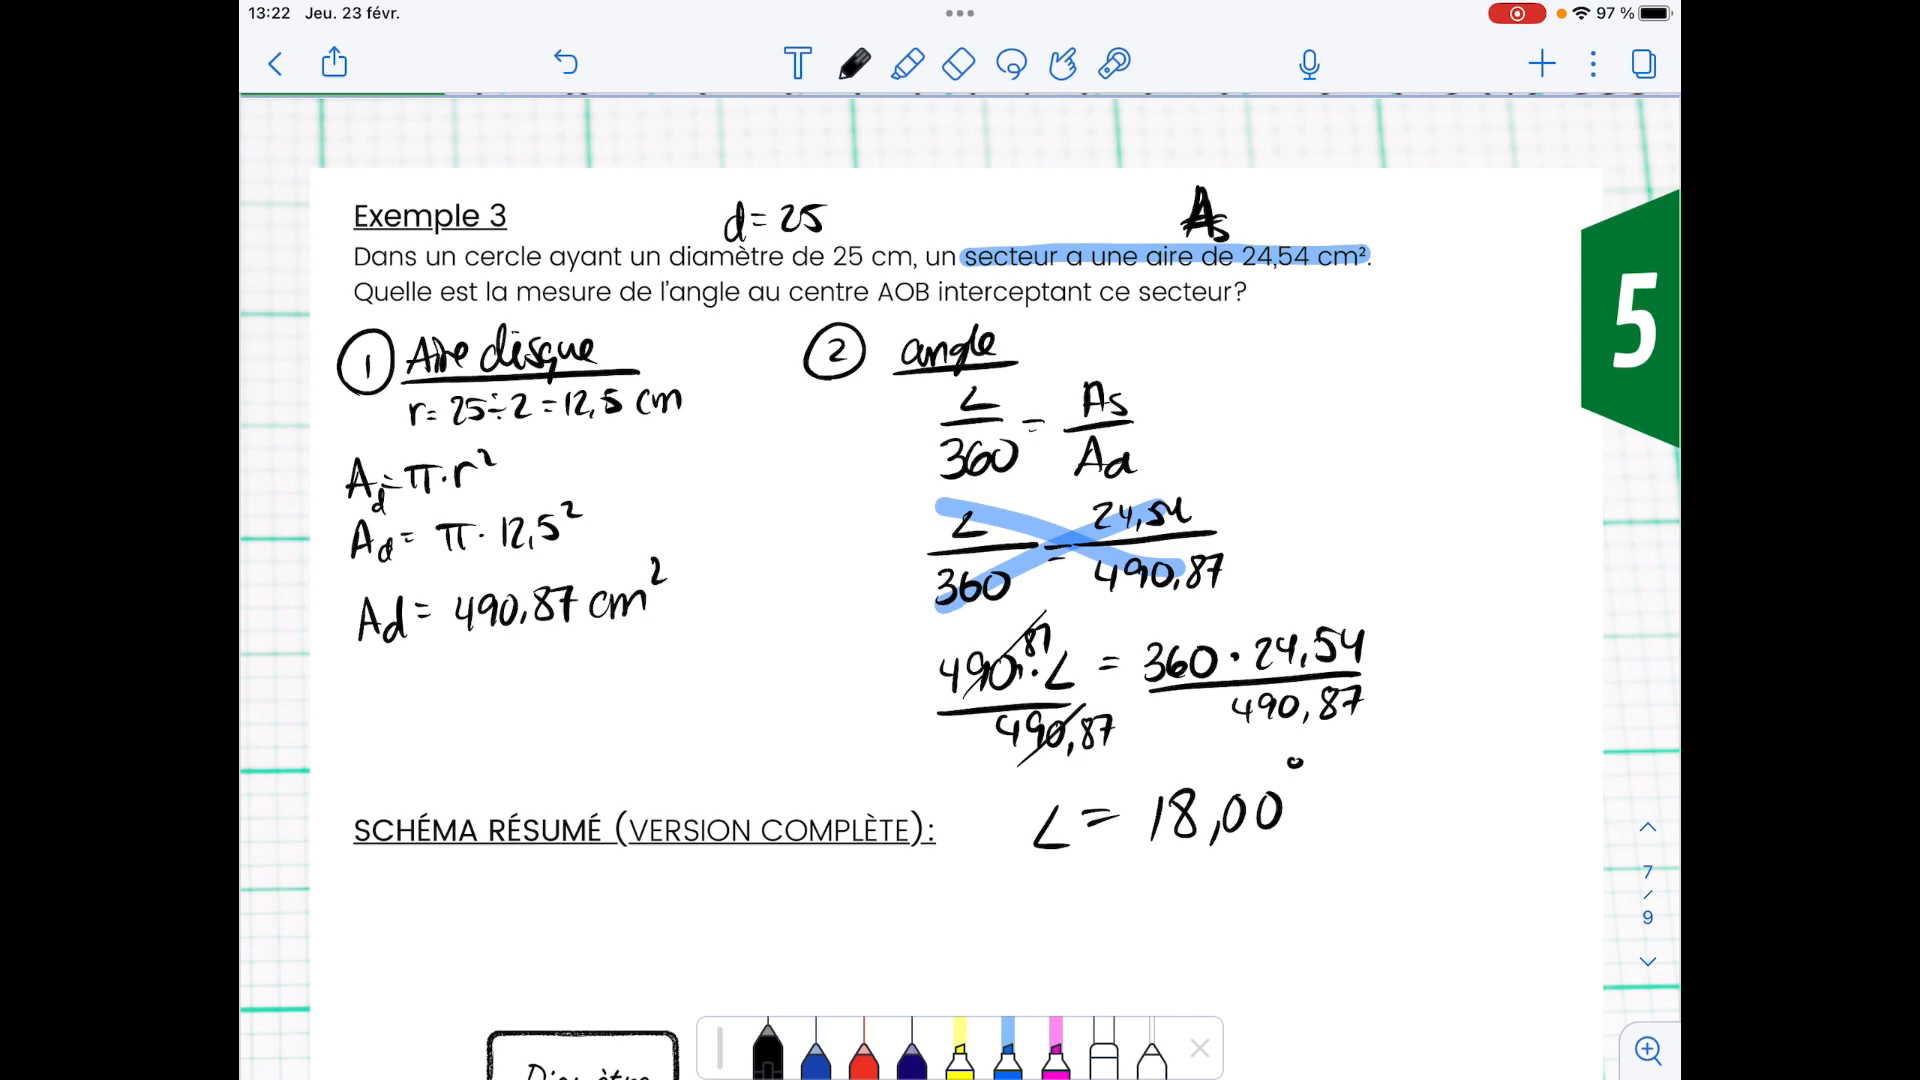 13:22 Jeu. 23 févr.
97 %
Exemple 3
d = 25
As
Dans un cercle ayant un diamètre de 25 cm, un secteur a une aire de 24,54 cm².
Quelle est la mesure de l'angle au centre AOB interceptant ce secteur?
5
1 Aire disque
r = 25 ÷ 2 = 12,5 cm
Ad = π · r²
Ad = π · 12,5²
Ad = 490,87 cm²
2 angle
∠/360 = As/Ad
∠/360 = 24,54/490,87
490,87 · ∠ / 490,87 = 360 · 24,54 / 490,87
∠ = 18,00°
SCHÉMA RÉSUMÉ (VERSION COMPLÈTE):
7
/
9
Diamètre